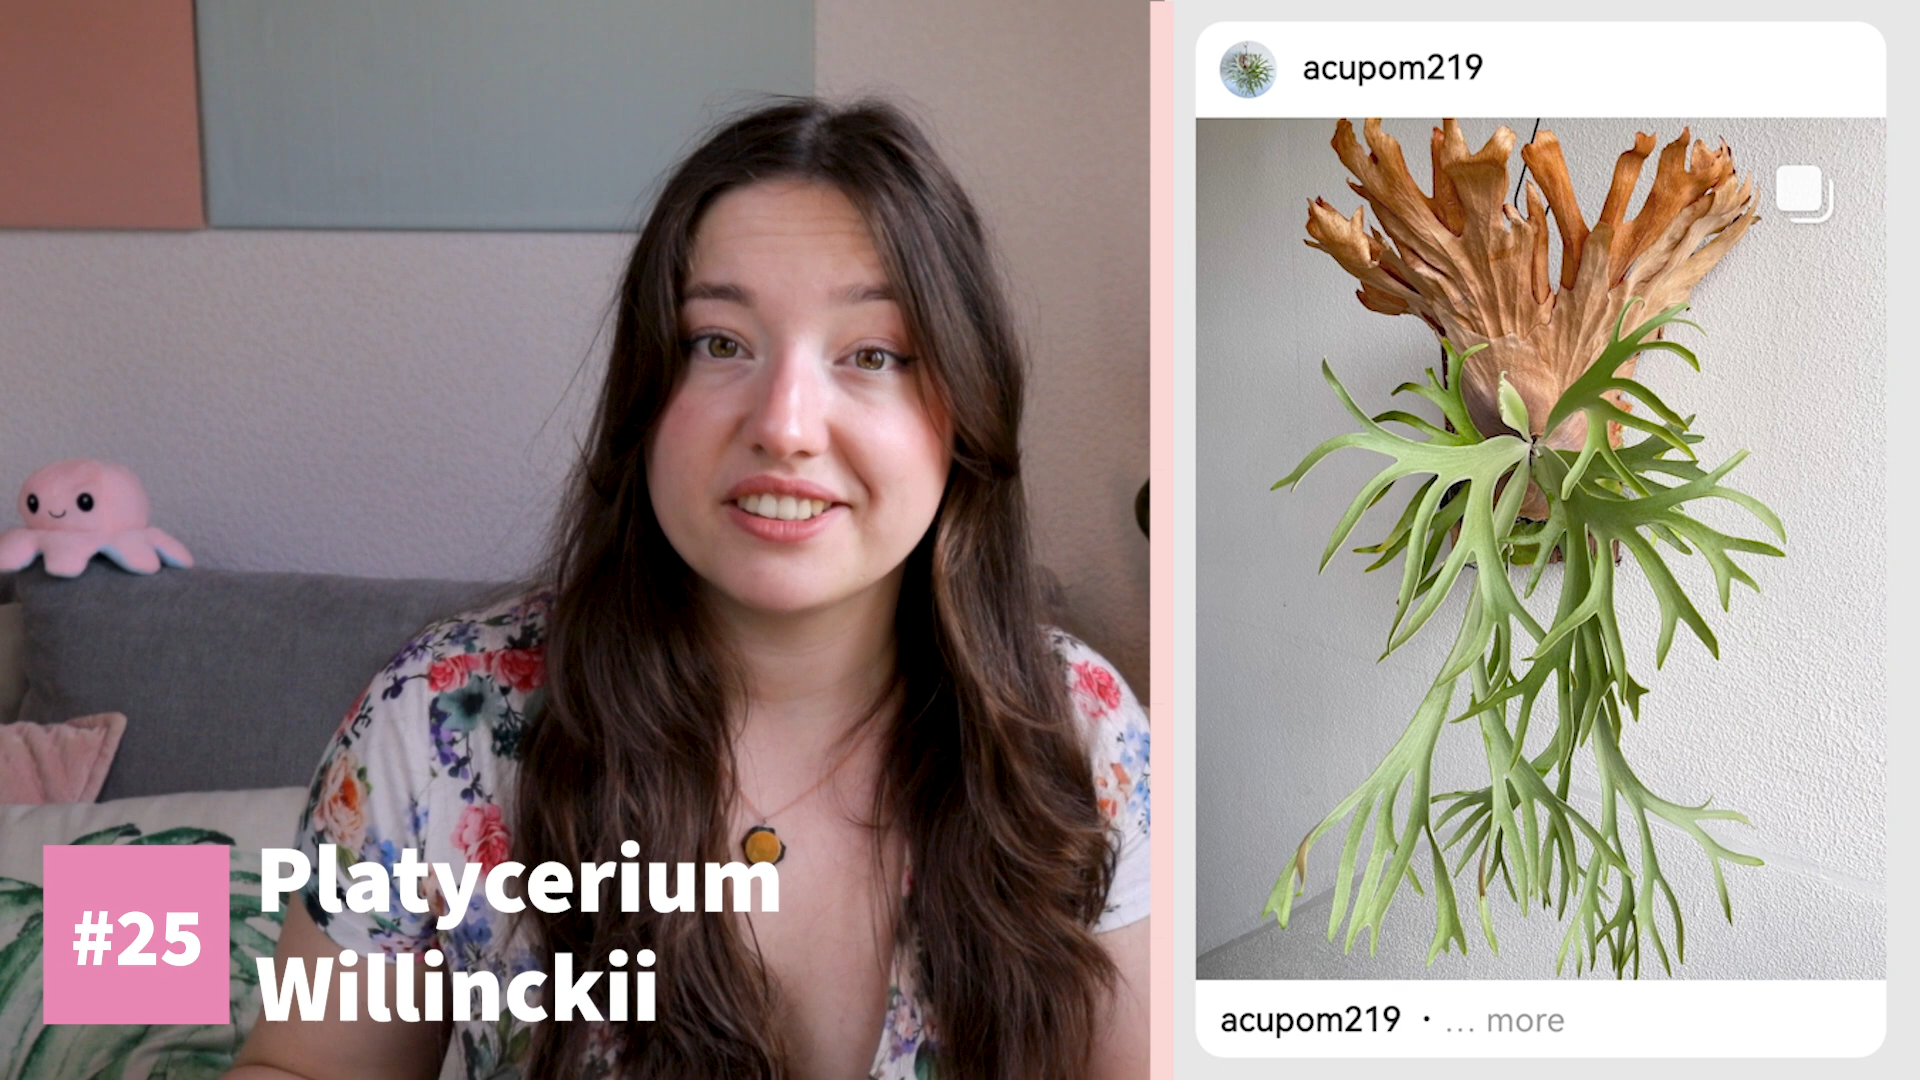 #25
Platycerium
Willinckii
acupom219
acupom219 · ... more